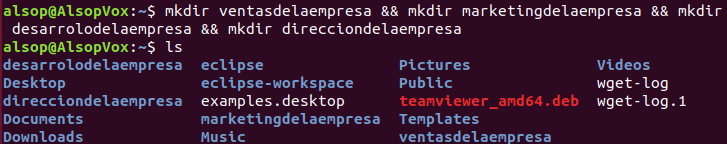 alsop@AlsopVox:~$ mkdir ventasdelaempresa && mkdir marketingdelaempresa && mkdir
 desarrolodelaempresa && mkdir direcciondelaempresa
alsop@AlsopVox:~$ ls
desarrolodelaempresa  eclipse               Pictures              Videos
Desktop               eclipse-workspace     Public                wget-log
direcciondelaempresa  examples.desktop      teamviewer_amd64.deb  wget-log.1
Documents             marketingdelaempresa  Templates
Downloads             Music                 ventasdelaempresa